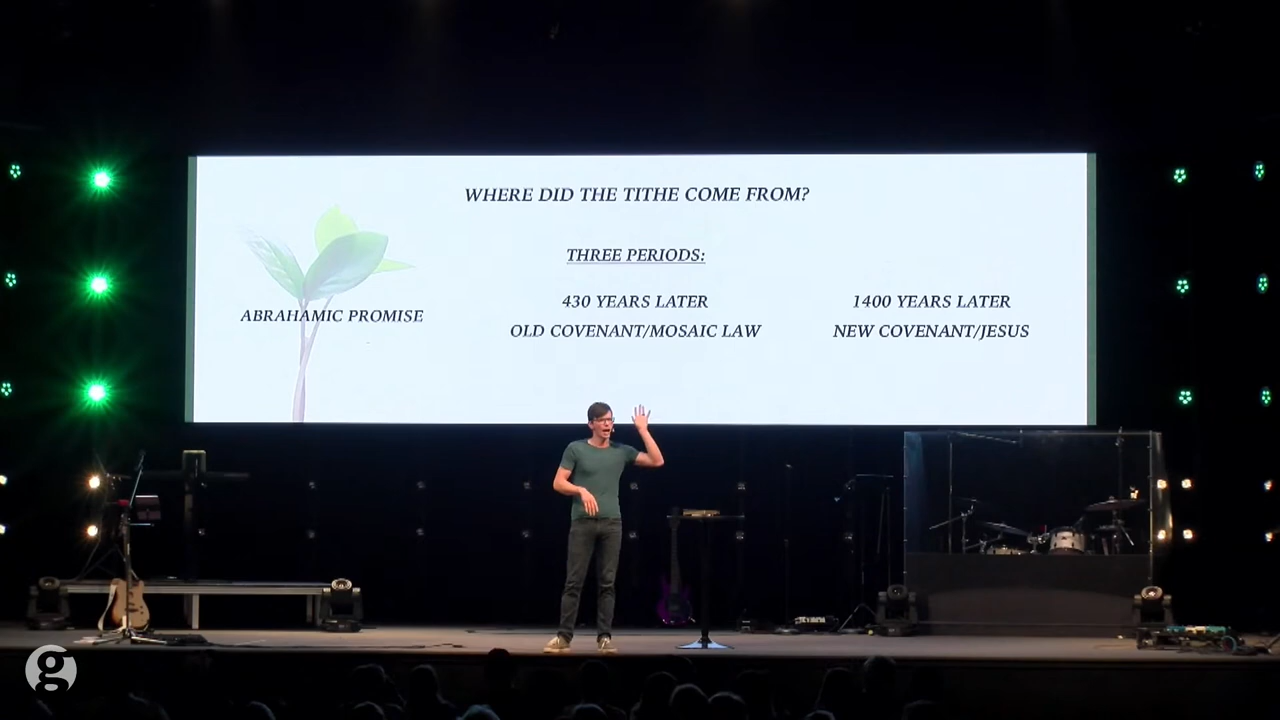 WHERE DID THE TITHE COME FROM?
THREE PERIODS:
ABRAHAMIC PROMISE
430 YEARS LATER
OLD COVENANT/MOSAIC LAW
1400 YEARS LATER
NEW COVENANT/JESUS
g